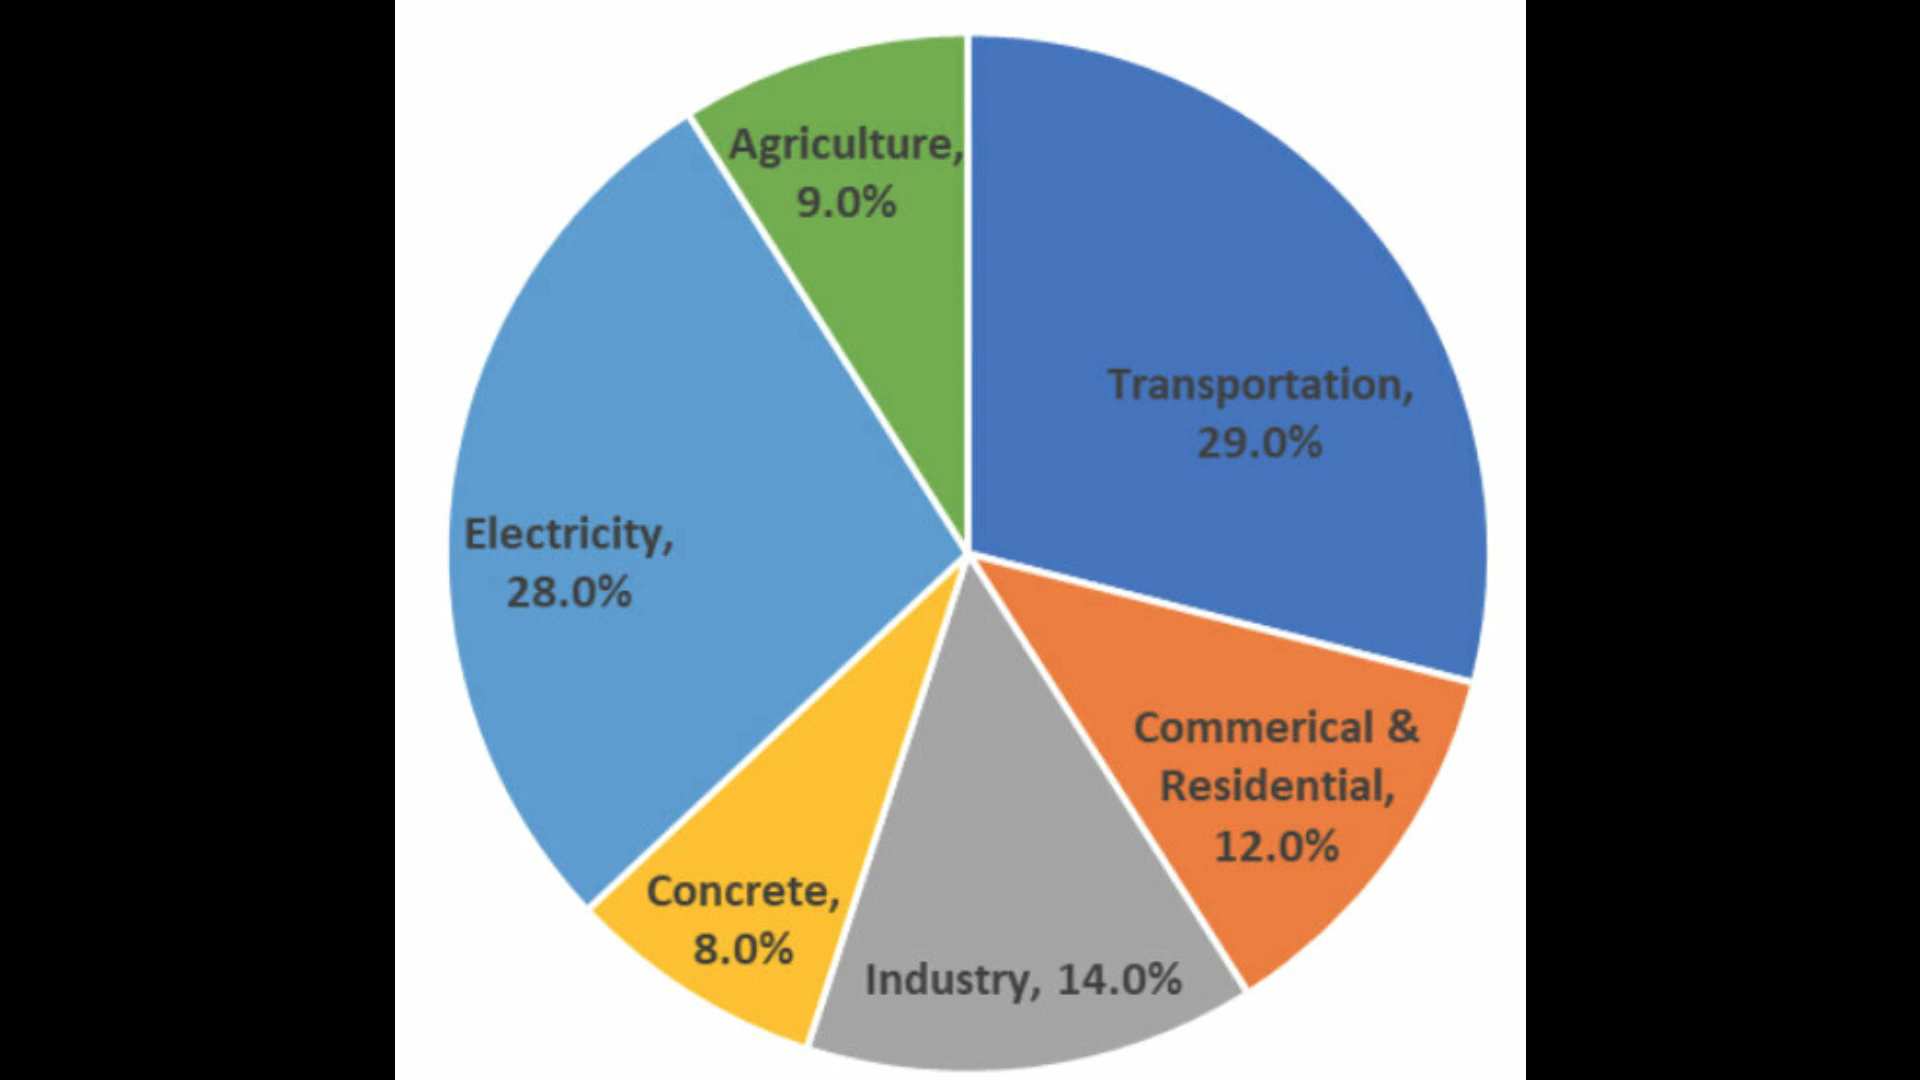 Agriculture,
9.0%
Transportation,
29.0%
Electricity,
28.0%
Commerical &
Residential,
12.0%
Concrete,
8.0%
Industry, 14.0%